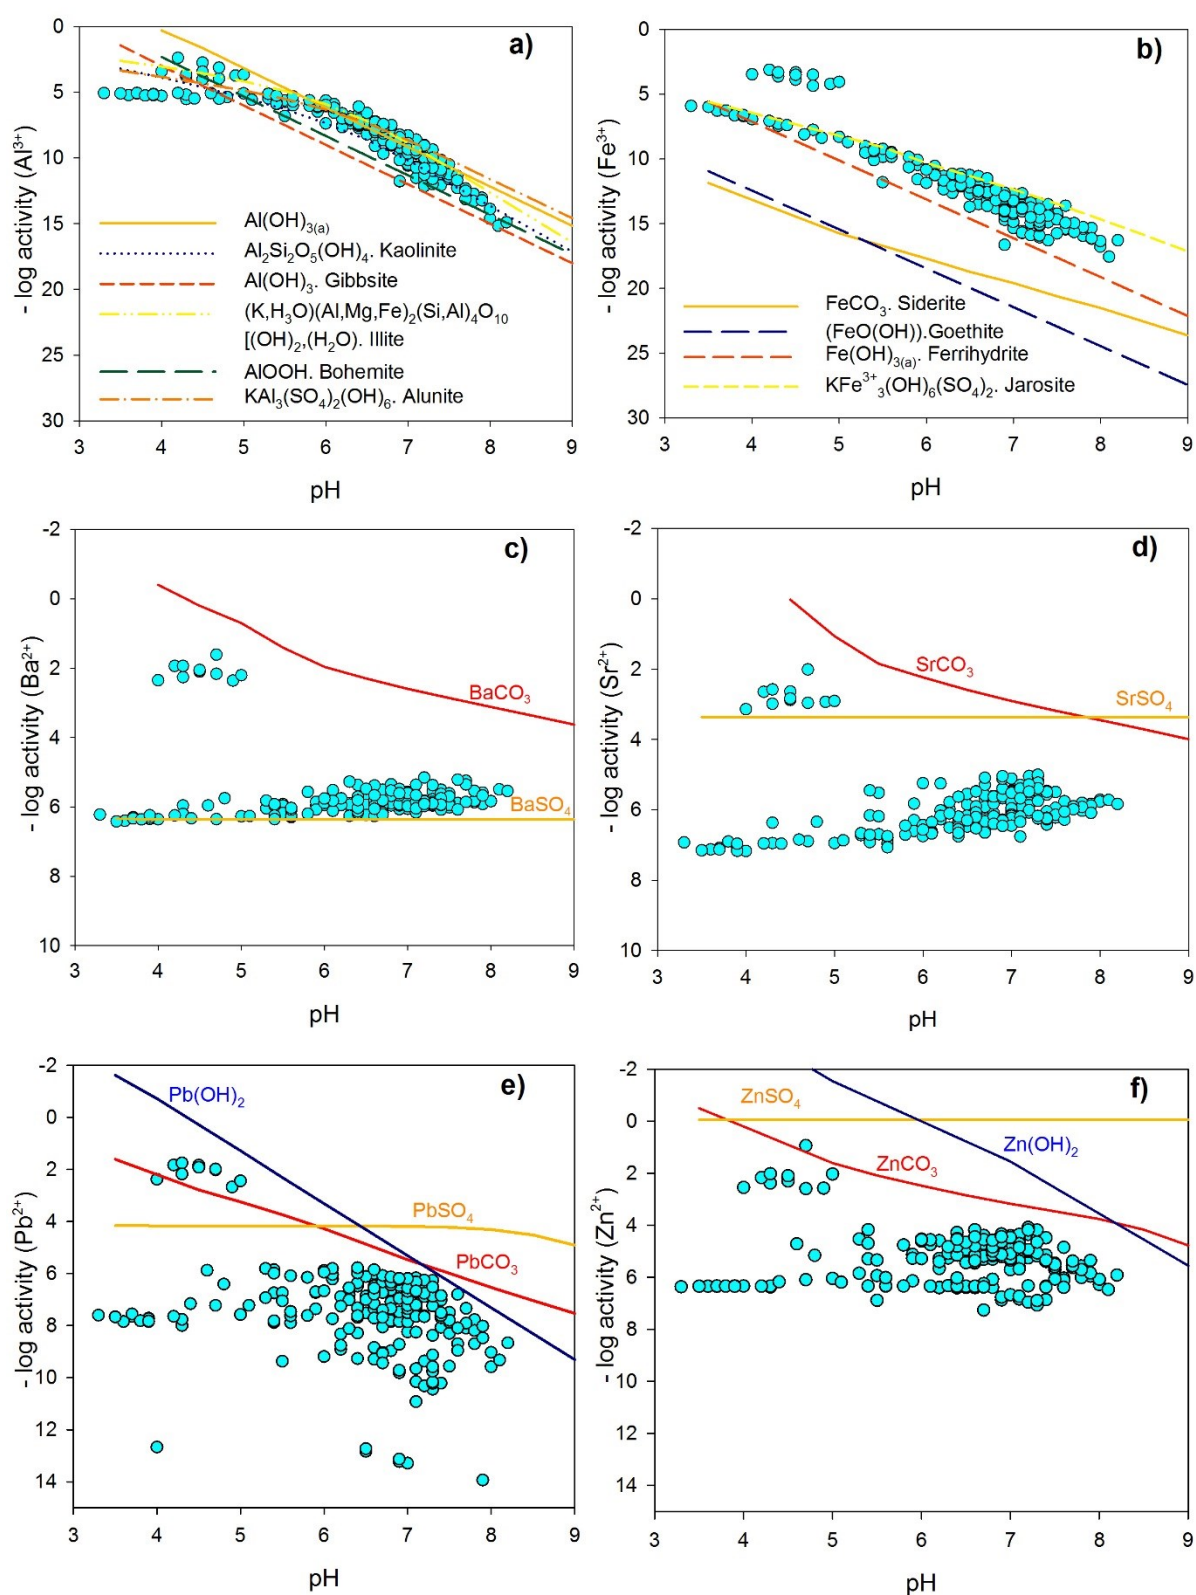 a)
0
5
10
15
20
25
30
- log activity (Al³⁺)
Al(OH)₃₍ₐ₎
Al₂Si₂O₅(OH)₄. Kaolinite
Al(OH)₃. Gibbsite
(K,H₃O)(Al,Mg,Fe)₂(Si,Al)₄O₁₀
[(OH)₂,(H₂O). Illite
AlOOH. Bohemite
KAl₃(SO₄)₂(OH)₆. Alunite
3 4 5 6 7 8 9
pH
b)
0
5
10
15
20
25
30
- log activity (Fe³⁺)
FeCO₃. Siderite
(FeO(OH)).Goethite
Fe(OH)₃₍ₐ₎. Ferrihydrite
KFe³⁺₃(OH)₆(SO₄)₂. Jarosite
3 4 5 6 7 8 9
pH
c)
-2
0
2
4
6
8
10
- log activity (Ba²⁺)
BaCO₃
BaSO₄
3 4 5 6 7 8 9
pH
d)
-2
0
2
4
6
8
10
- log activity (Sr²⁺)
SrCO₃
SrSO₄
3 4 5 6 7 8 9
pH
e)
-2
0
2
4
6
8
10
12
14
- log activity (Pb²⁺)
Pb(OH)₂
PbSO₄
PbCO₃
3 4 5 6 7 8 9
pH
f)
-2
0
2
4
6
8
10
12
14
- log activity (Zn²⁺)
ZnSO₄
Zn(OH)₂
ZnCO₃
3 4 5 6 7 8 9
pH